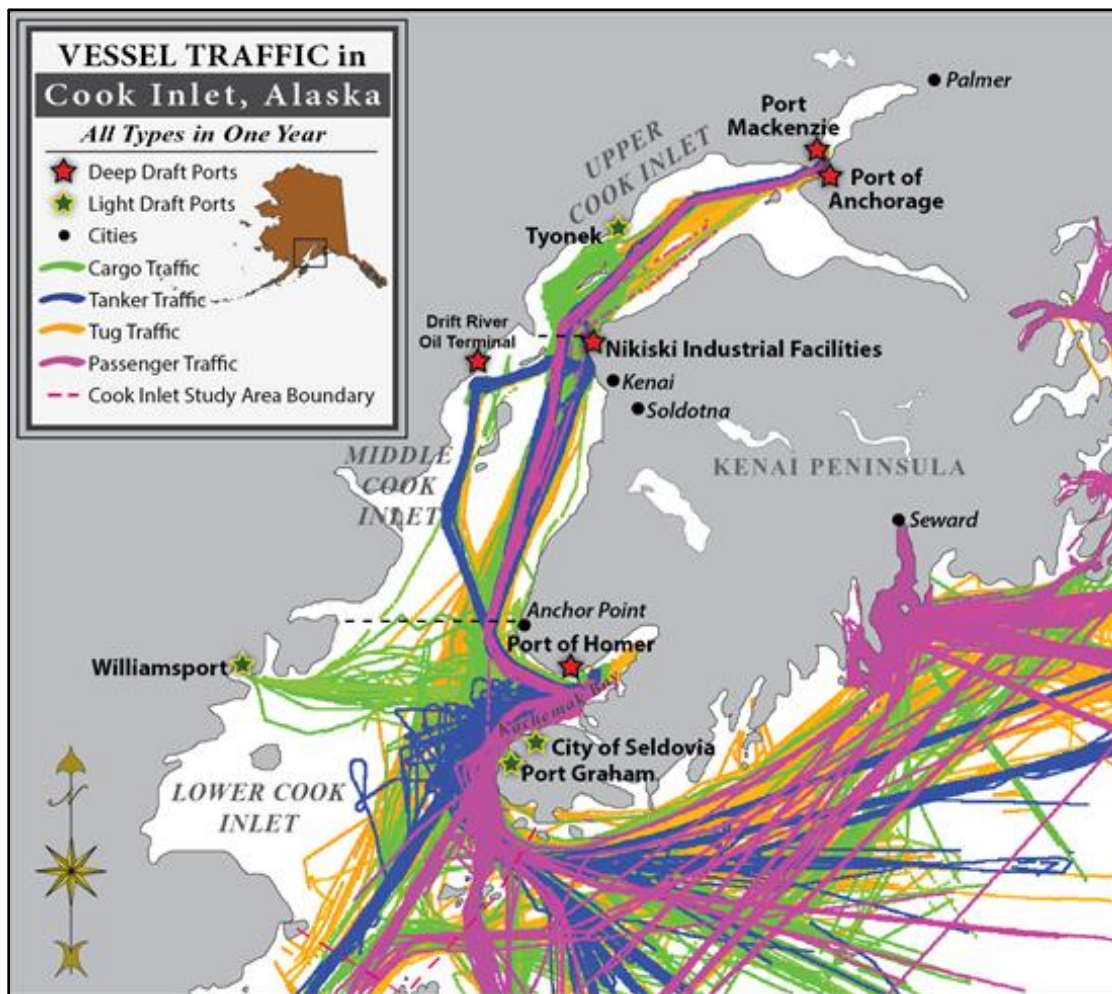 VESSEL TRAFFIC in
Cook Inlet, Alaska
All Types in One Year
Deep Draft Ports
Light Draft Ports
Cities
Cargo Traffic
Tanker Traffic
Tug Traffic
Passenger Traffic
Cook Inlet Study Area Boundary
Palmer
Port
Mackenzie
Port of
Anchorage
UPPER
COOK INLET
Tyonek
Drift River
Oil Terminal
Nikiski Industrial Facilities
Kenai
Soldotna
MIDDLE
COOK
INLET
KENAI PENINSULA
Seward
Anchor Point
Port of Homer
Williamsport
Kachemak Bay
City of Seldovia
Port Graham
LOWER COOK
INLET
N